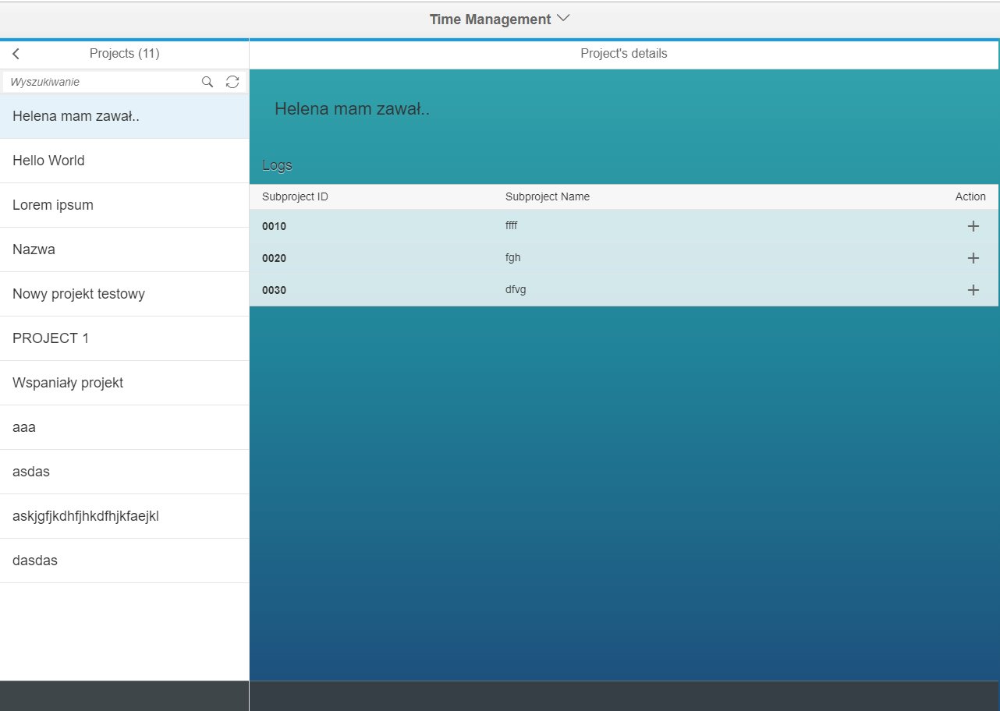 Time Management
Projects (11)
Project's details
Wyszukiwanie
Helena mam zawał..
Hello World
Lorem ipsum
Nazwa
Nowy projekt testowy
PROJECT 1
Wspaniały projekt
aaa
asdas
askjgfjkdhfjhkdfhjkfaejkl
dasdas
Helena mam zawał..
Logs
Subproject ID Subproject Name Action
0010 ffff
0020 fgh
0030 dfvg